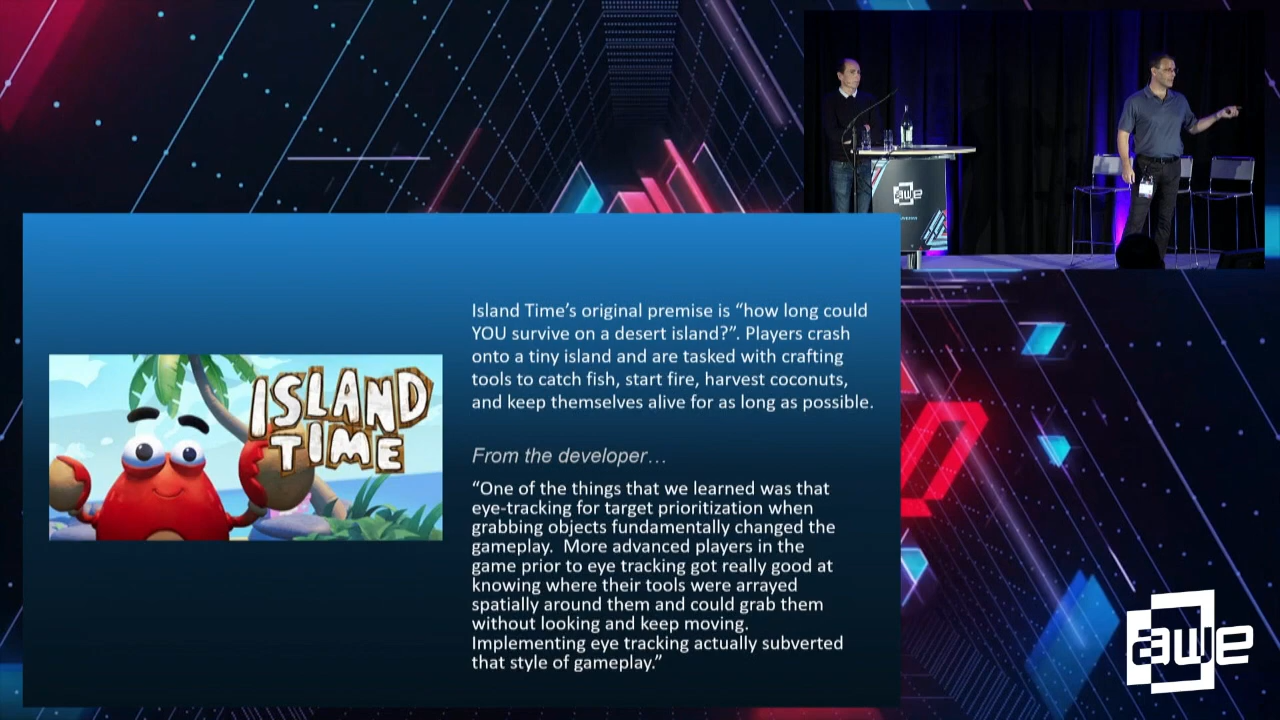 awe
Island Time’s original premise is “how long could
YOU survive on a desert island?”. Players crash
onto a tiny island and are tasked with crafting
tools to catch fish, start fire, harvest coconuts,
and keep themselves alive for as long as possible.
ISLAND
TIME
From the developer…
“One of the things that we learned was that
eye-tracking for target prioritization when
grabbing objects fundamentally changed the
gameplay.  More advanced players in the
game prior to eye tracking got really good at
knowing where their tools were arrayed
spatially around them and could grab them
without looking and keep moving.
Implementing eye tracking actually subverted
that style of gameplay.”
awe